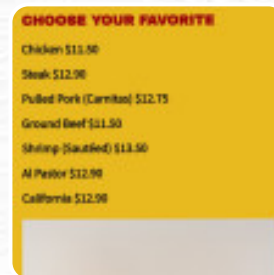 CHOOSE YOUR FAVORITE
Chicken $11.50
Steak $12.90
Pulled Pork (Carnitas) $12.75
Ground Beef $11.50
Shrimp (Sautéed) $13.50
Al Pastor $12.90
California $12.90